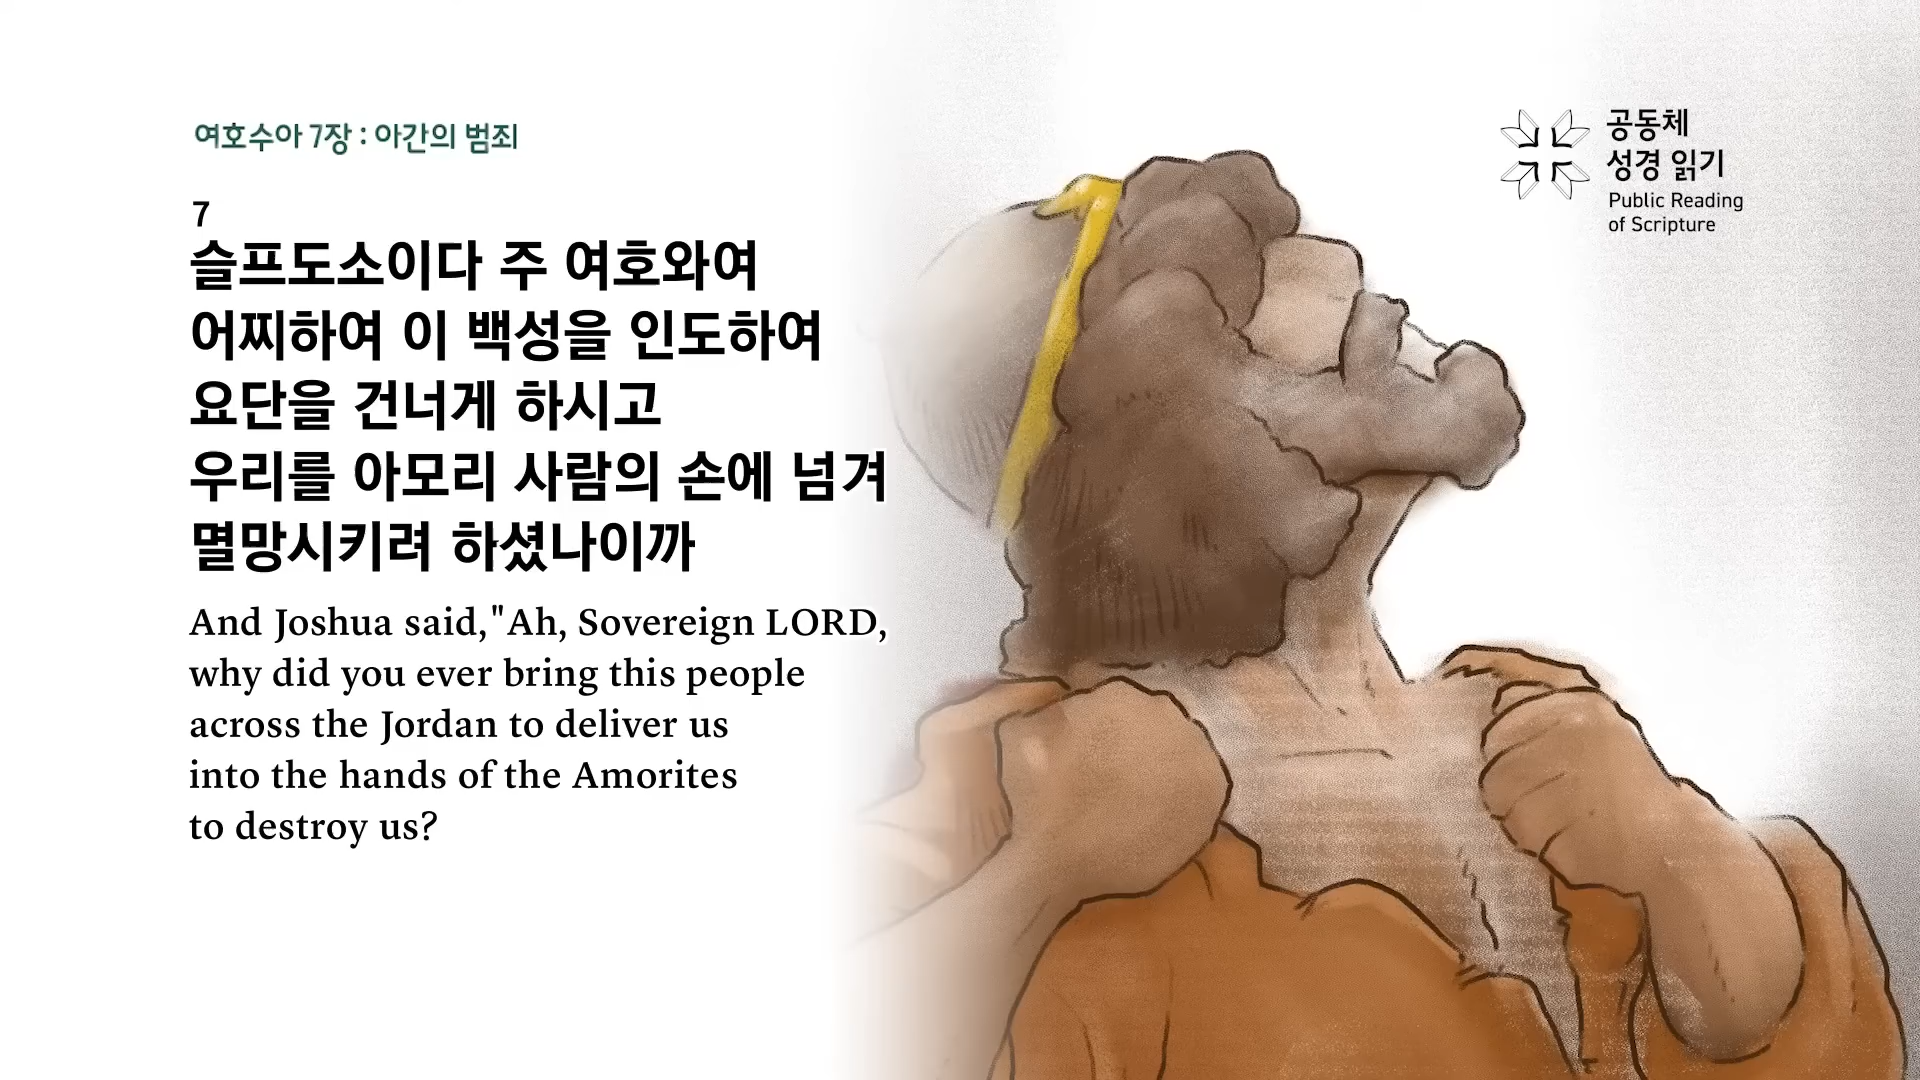 여호수아 7장 : 아간의 범죄
7
슬프도소이다 주 여호와여
어찌하여 이 백성을 인도하여
요단을 건너게 하시고
우리를 아모리 사람의 손에 넘겨
멸망시키려 하셨나이까
And Joshua said,"Ah, Sovereign LORD,
why did you ever bring this people
across the Jordan to deliver us
into the hands of the Amorites
to destroy us?
공동체
성경 읽기
Public Reading
of Scripture